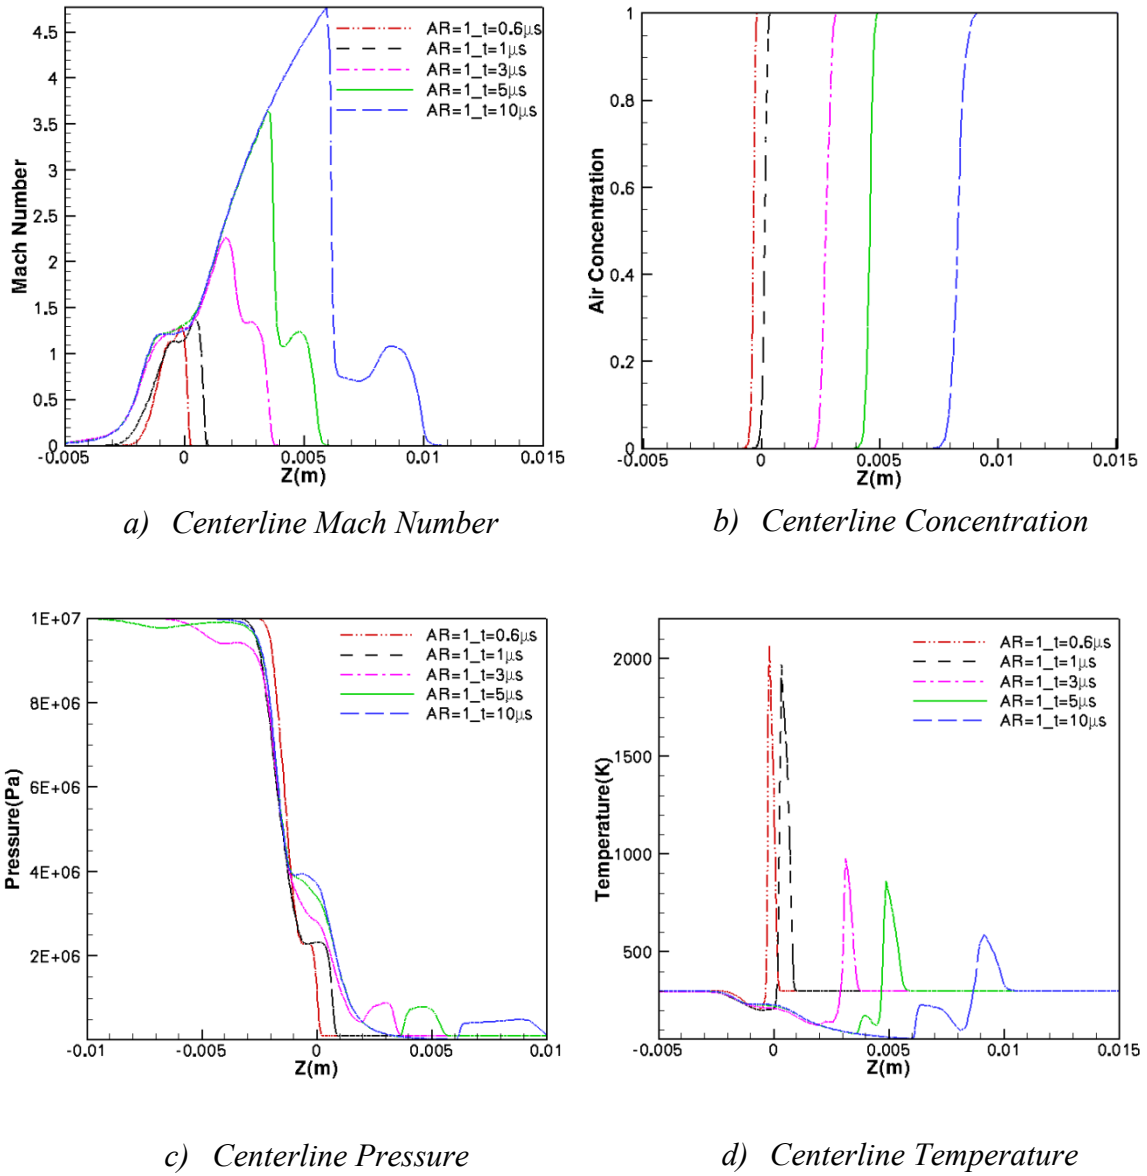 4.5
4
3.5
3
2.5
2
1.5
1
0.5
0
Mach Number
-0.005 0 0.005 0.01 0.015
Z(m)
AR=1_t=0.6μs
AR=1_t=1μs
AR=1_t=3μs
AR=1_t=5μs
AR=1_t=10μs
a) Centerline Mach Number
1
0.8
0.6
0.4
0.2
0
Air Concentration
-0.005 0 0.005 0.01 0.015
Z(m)
b) Centerline Concentration
1E+07
8E+06
6E+06
4E+06
2E+06
Pressure(Pa)
-0.01 -0.005 0 0.005 0.01
Z(m)
AR=1_t=0.6μs
AR=1_t=1μs
AR=1_t=3μs
AR=1_t=5μs
AR=1_t=10μs
c) Centerline Pressure
2000
1500
1000
500
Temperature(K)
-0.005 0 0.005 0.01 0.015
Z(m)
AR=1_t=0.6μs
AR=1_t=1μs
AR=1_t=3μs
AR=1_t=5μs
AR=1_t=10μs
d) Centerline Temperature